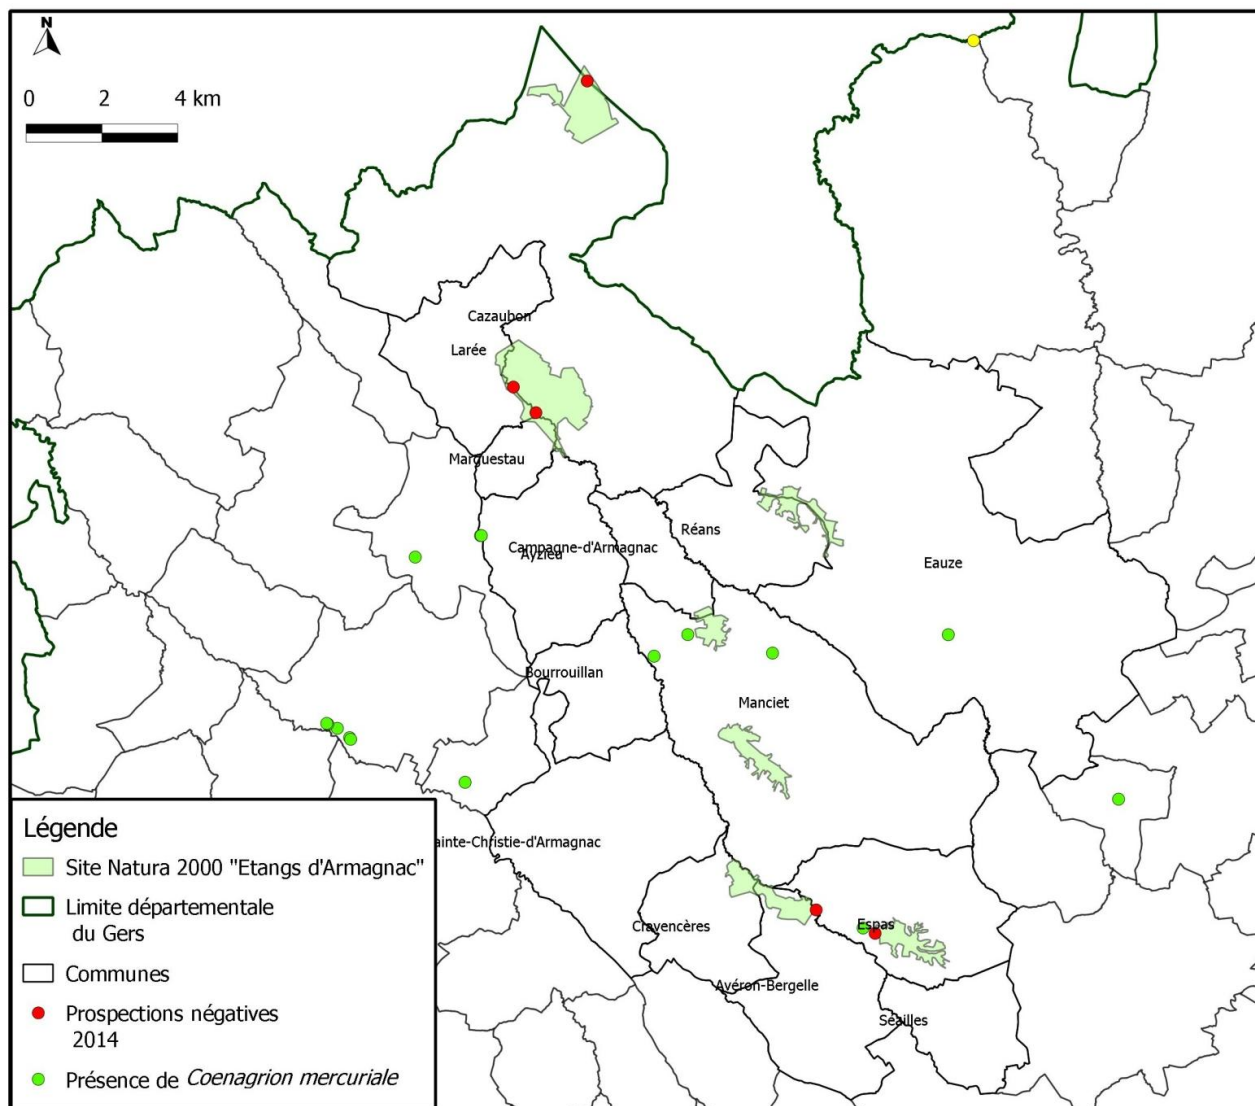 N
0 2 4 km
Cazaubon
Larée
Marguestau
Réans
Campagne-d'Armagnac
Ayzieu
Eauze
Bourrouillan
Manciet
ainte-Christie-d'Armagnac
Cravencères
Espas
Avéron-Bergelle
Séailles
Légende
Site Natura 2000 "Etangs d'Armagnac"
Limite départementale
du Gers
Communes
Prospections négatives
2014
Présence de Coenagrion mercuriale